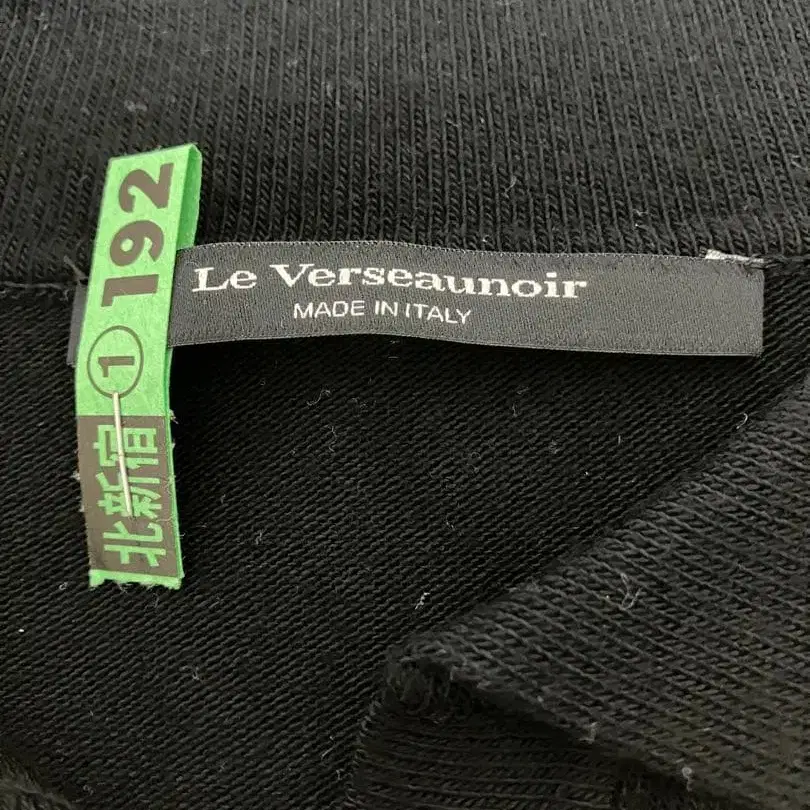 Le Verseaunoir
MADE IN ITALY
北新宿 ① 192